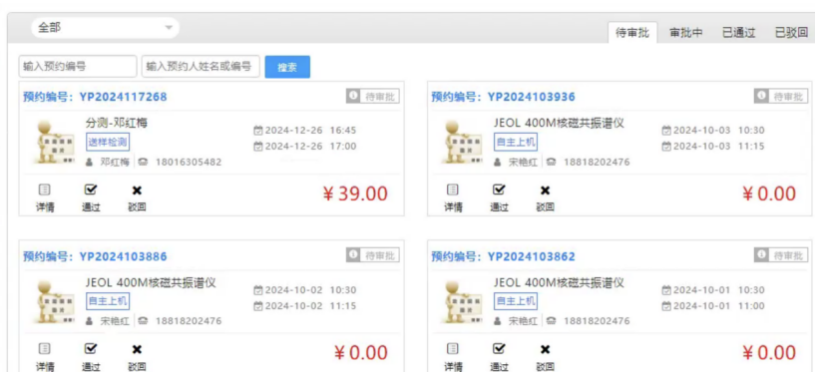 全部
待审批 审批中 已通过 已驳回
输入预约编号 输入预约人姓名或编号 搜索
预约编号: YP2024117268 待审批
分测-邓红梅
送样检测
2024-12-26 16:45
2024-12-26 17:00
邓红梅 18016305482
详情 通过 驳回
¥39.00
预约编号: YP2024103936 待审批
JEOL 400M核磁共振谱仪
自主上机
2024-10-03 10:30
2024-10-03 11:15
宋艳红 18818202476
详情 通过 驳回
¥0.00
预约编号: YP2024103886 待审批
JEOL 400M核磁共振谱仪
自主上机
2024-10-02 10:30
2024-10-02 11:15
宋艳红 18818202476
详情 通过 驳回
¥0.00
预约编号: YP2024103862 待审批
JEOL 400M核磁共振谱仪
自主上机
2024-10-01 10:30
2024-10-01 11:00
宋艳红 18818202476
详情 通过 驳回
¥0.00